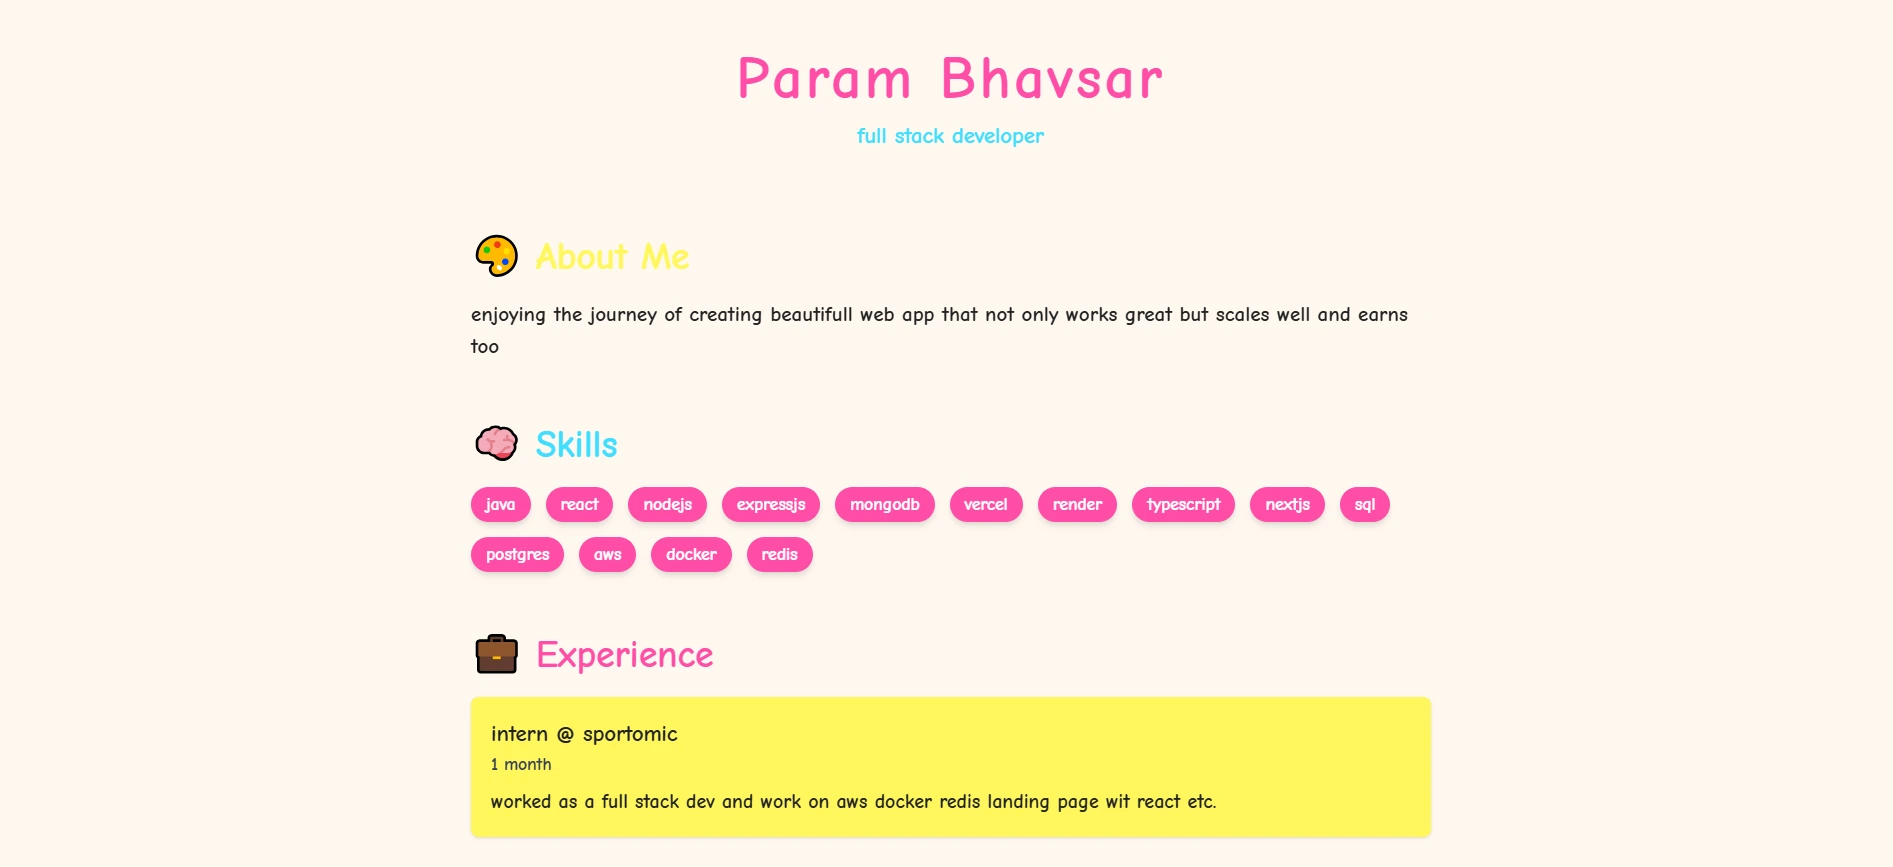 Param Bhavsar
full stack developer
About Me
enjoying the journey of creating beautifull web app that not only works great but scales well and earns
too
Skills
java react nodejs expressjs mongodb vercel render typescript nextjs sql
postgres aws docker redis
Experience
intern @ sportomic
1 month
worked as a full stack dev and work on aws docker redis landing page wit react etc.